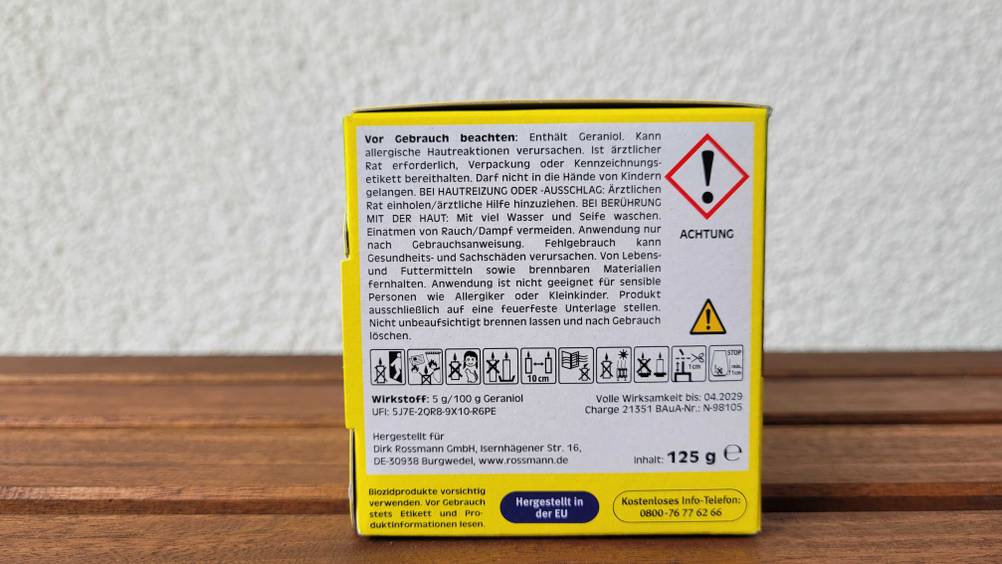 Vor Gebrauch beachten: Enthält Geraniol. Kann
allergische Hautreaktionen verursachen. Ist ärztlicher
Rat erforderlich, Verpackung oder Kennzeichnungs-
etikett bereithalten. Darf nicht in die Hände von Kindern
gelangen. BEI HAUTREIZUNG ODER -AUSSCHLAG: Ärztlichen
Rat einholen/ärztliche Hilfe hinzuziehen. BEI BERÜHRUNG
MIT DER HAUT: Mit viel Wasser und Seife waschen.
Einatmen von Rauch/Dampf vermeiden. Anwendung nur
nach Gebrauchsanweisung. Fehlgebrauch kann
Gesundheits- und Sachschäden verursachen. Von Lebens-
und Futtermitteln sowie brennbaren Materialien
fernhalten. Anwendung ist nicht geeignet für sensible
Personen wie Allergiker oder Kleinkinder. Produkt
ausschließlich auf eine feuerfeste Unterlage stellen.
Nicht unbeaufsichtigt brennen lassen und nach Gebrauch
löschen.
ACHTUNG
10 cm
1 cm
STOP
max.
1 cm
Wirkstoff: 5 g/100 g Geraniol
UFI: 5J7E-2QR8-9X10-R6PE
Volle Wirksamkeit bis: 04.2029
Charge 21351 BAuA-Nr.: N-98105
Hergestellt für
Dirk Rossmann GmbH, Isernhägener Str. 16,
DE-30938 Burgwedel, www.rossmann.de
Inhalt: 125 g ℮
Biozidprodukte vorsichtig
verwenden. Vor Gebrauch
stets Etikett und Pro-
duktinformationen lesen.
Hergestellt in
der EU
Kostenloses Info-Telefon:
0800-76 77 62 66